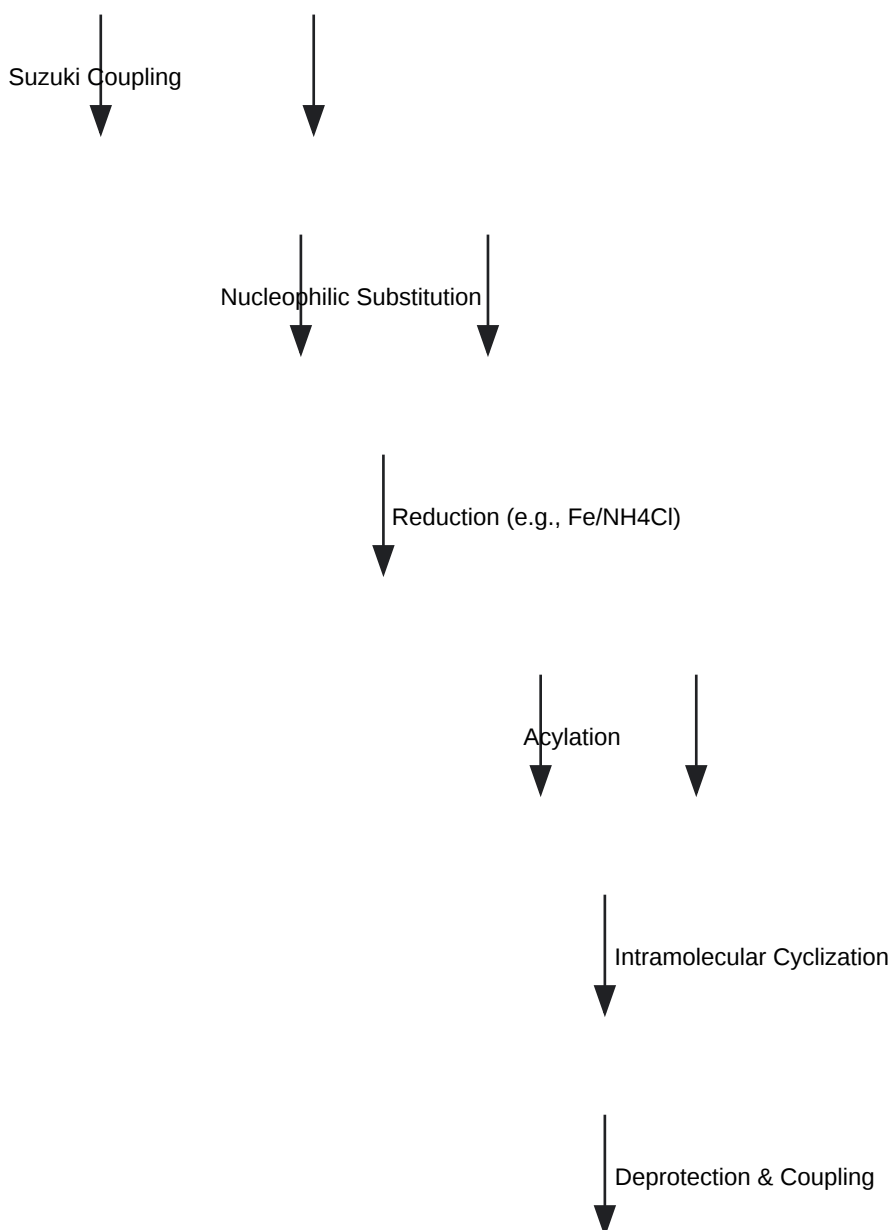 Suzuki Coupling
Nucleophilic Substitution
Reduction (e.g., Fe/NH4Cl)
Acylation
Intramolecular Cyclization
Deprotection & Coupling